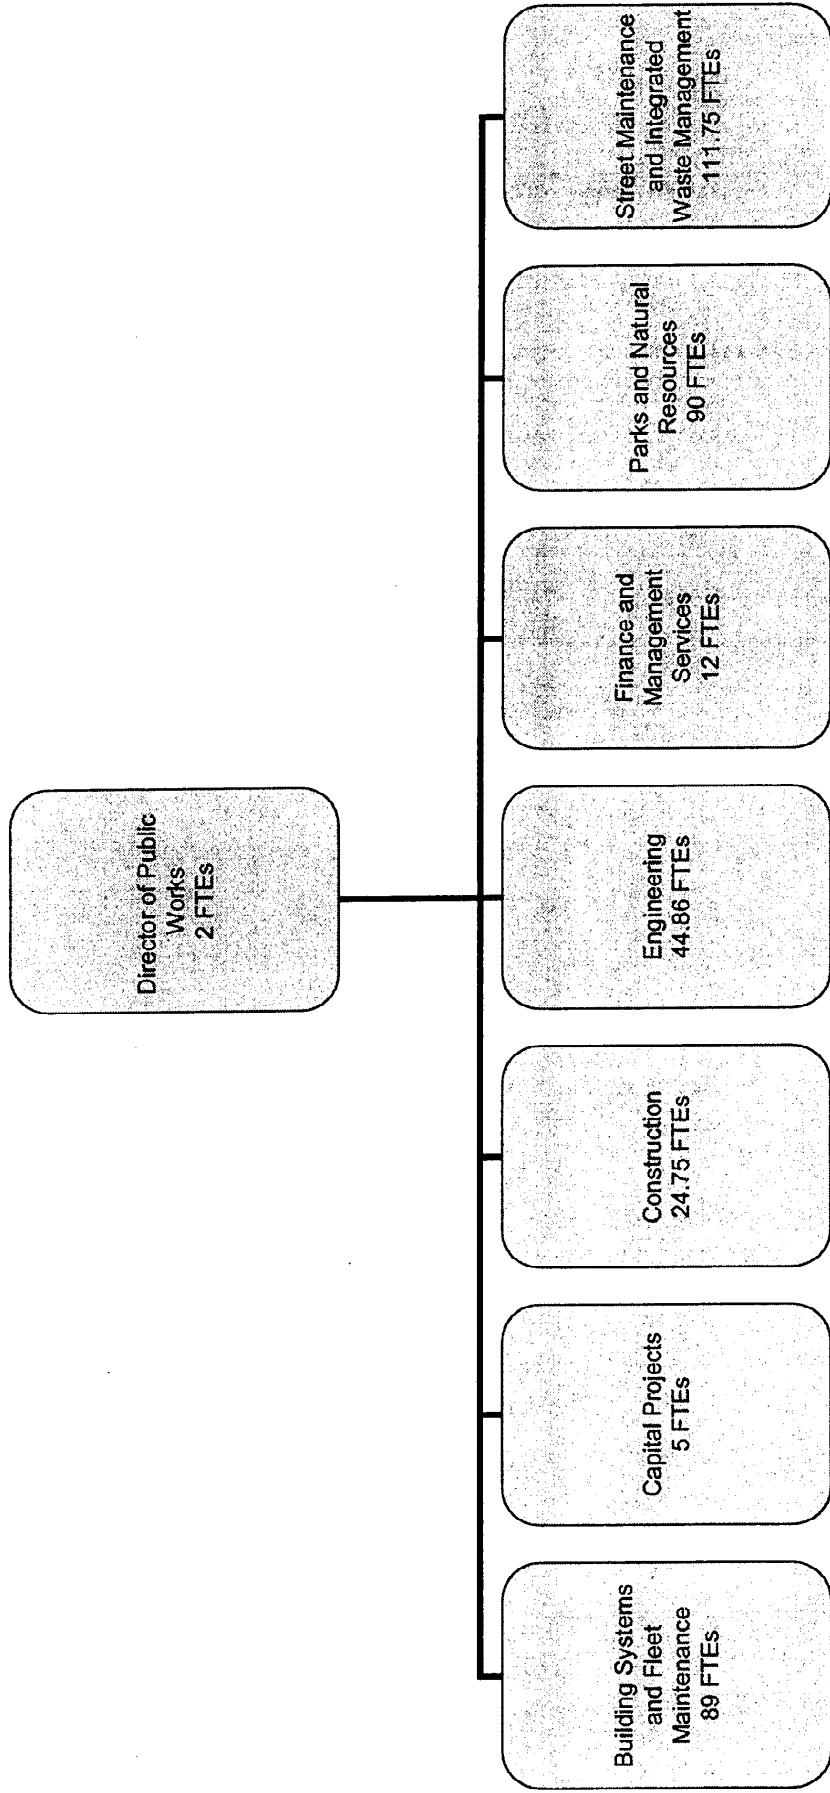 Director of Public
Works
2 FTEs
Building Systems
and Fleet
Maintenance
89 FTEs
Capital Projects
5 FTEs
Construction
24.75 FTEs
Engineering
44.86 FTEs
Finance and
Management
Services
12 FTEs
Parks and Natural
Resources
90 FTEs
Street Maintenance
and Integrated
Waste Management
111.75 FTEs